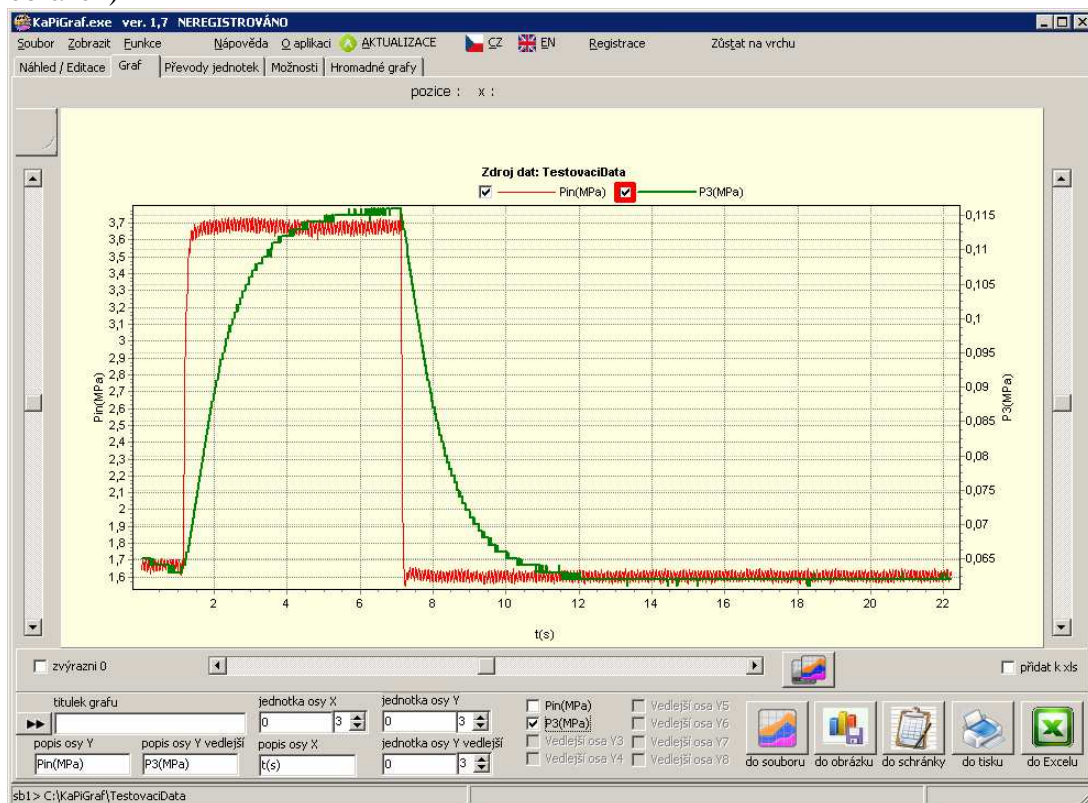 KaPiGraf.exe ver. 1,7 NEREGISTROVÁNO
Soubor Zobrazit Funkce Nápověda O aplikaci AKTUALIZACE CZ EN Registrace Zůstat na vrchu
Náhled / Editace Graf Převody jednotek Možnosti Hromadné grafy
pozice : x :
Zdroj dat: TestovaciData
Pin(MPa) P3(MPa)
3,7 0,115
3,6
3,5 0,11
3,4
3,3 0,105
3,2
3,1 0,1
3
2,9 0,095
2,8
2,7 0,09
2,6
2,5 0,085
2,4
2,3 0,08
2,2
2,1 0,075
2
1,9 0,07
1,8
1,7 0,065
1,6
Pin(MPa)
P3(MPa)
2 4 6 8 10 12 14 16 18 20 22
t(s)
zvýrazni 0 přidat k xls
titulek grafu jednotka osy X jednotka osy Y Pin(MPa) Vedlejší osa Y5
0 3 0 3 P3(MPa) Vedlejší osa Y6
popis osy Y popis osy Y vedlejší popis osy X jednotka osy Y vedlejší Vedlejší osa Y3 Vedlejší osa Y7
Pin(MPa) P3(MPa) t(s) 0 3 Vedlejší osa Y4 Vedlejší osa Y8
do souboru do obrázku do schránky do tisku do Excelu
sb1> C:\KaPiGraf\TestovaciData